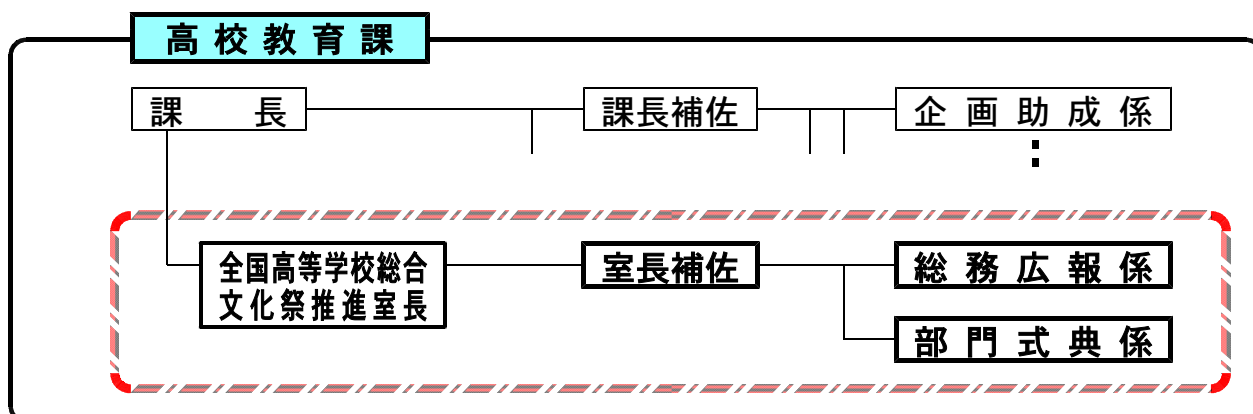 高校教育課
課長
課長補佐
企画助成係
全国高等学校総合
文化祭推進室長
室長補佐
総務広報係
部門式典係